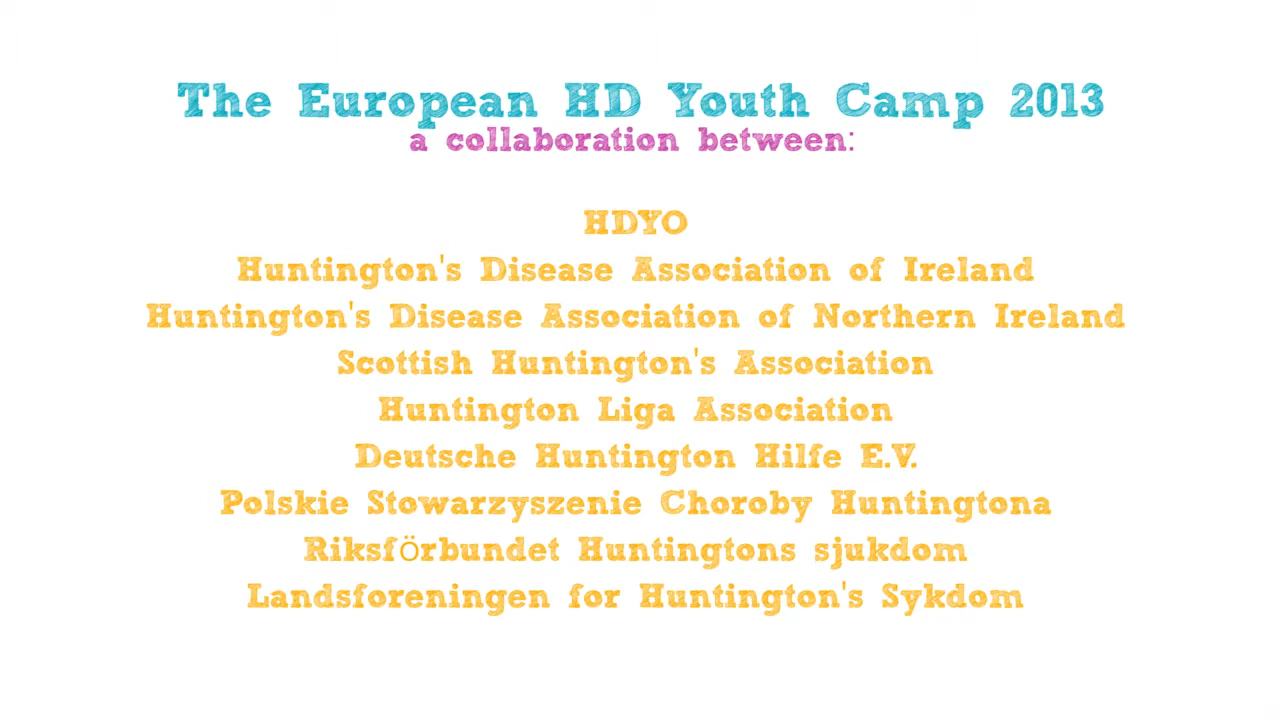 The European HD Youth Camp 2013
a collaboration between:
HDYO
Huntington's Disease Association of Ireland
Huntington's Disease Association of Northern Ireland
Scottish Huntington's Association
Huntington Liga Association
Deutsche Huntington Hilfe E.V.
Polskie Stowarzyszenie Choroby Huntingtona
RiksfÖrbundet Huntingtons sjukdom
Landsforeningen for Huntington's Sykdom